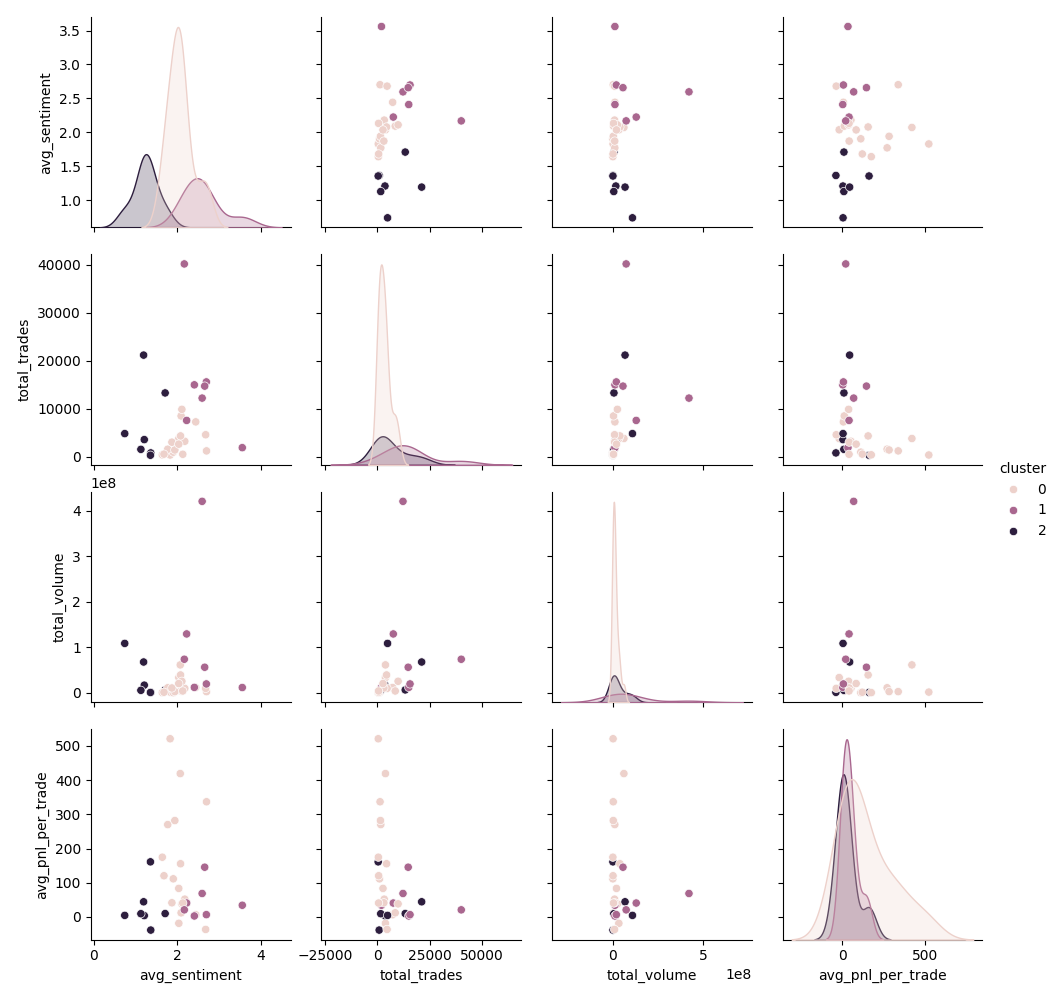 3.5
3.0
2.5
2.0
1.5
1.0
avg_sentiment
40000
30000
20000
10000
0
total_trades
cluster
0
1
2
1e8
4
3
2
1
0
total_volume
500
400
300
200
100
0
avg_pnl_per_trade
0 2 4
avg_sentiment
−25000 0 25000 50000
total_trades
0 5
1e8
total_volume
0 500
avg_pnl_per_trade